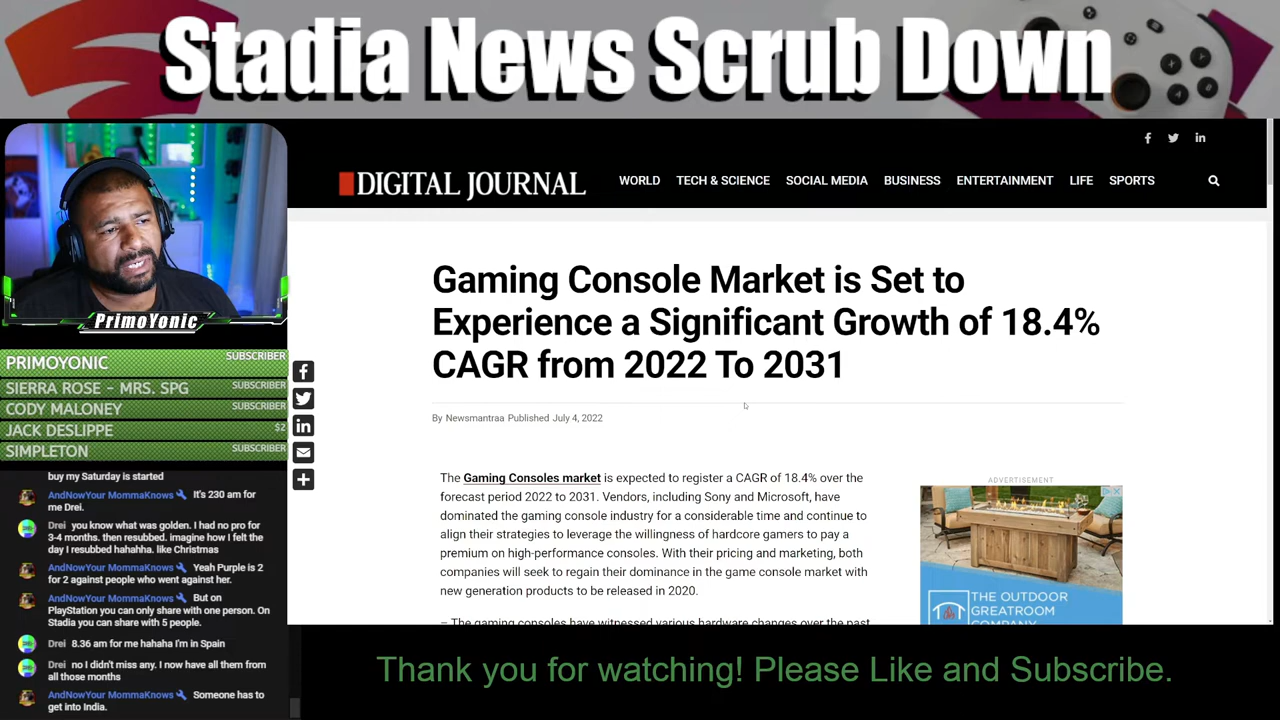 Stadia News Scrub Down
PrimoYonic
PRIMOYONIC SUBSCRIBER
SIERRA ROSE - MRS. SPG SUBSCRIBER
CODY MALONEY SUBSCRIBER
JACK DESLIPPE $2
SIMPLETON SUBSCRIBER
buy my Saturday is started
AndNowYour MommaKnows It's 230 am for
me Drei.
Drei you know what was golden. I had no pro for
3-4 months. then resubbed. imagine how I felt the
day I resubbed hahahha. like Christmas
AndNowYour MommaKnows Yeah Purple is 2
for 2 against people who went against her.
AndNowYour MommaKnows But on
PlayStation you can only share with one person. On
Stadia you can share with 5 people.
Drei 8.36 am for me hahaha I'm in Spain
Drei no I didn't miss any. I now have all them from
all those months
AndNowYour MommaKnows Someone has to
get into India.
DIGITAL JOURNAL
WORLD TECH & SCIENCE SOCIAL MEDIA BUSINESS ENTERTAINMENT LIFE SPORTS
Gaming Console Market is Set to
Experience a Significant Growth of 18.4%
CAGR from 2022 To 2031
By Newsmantraa Published July 4, 2022
The Gaming Consoles market is expected to register a CAGR of 18.4% over the
forecast period 2022 to 2031. Vendors, including Sony and Microsoft, have
dominated the gaming console industry for a considerable time and continue to
align their strategies to leverage the willingness of hardcore gamers to pay a
premium on high-performance consoles. With their pricing and marketing, both
companies will seek to regain their dominance in the game console market with
new generation products to be released in 2020.
– The gaming consoles have witnessed various hardware changes over the past
ADVERTISEMENT
THE OUTDOOR
GREATROOM
COMPANY
Thank you for watching! Please Like and Subscribe.